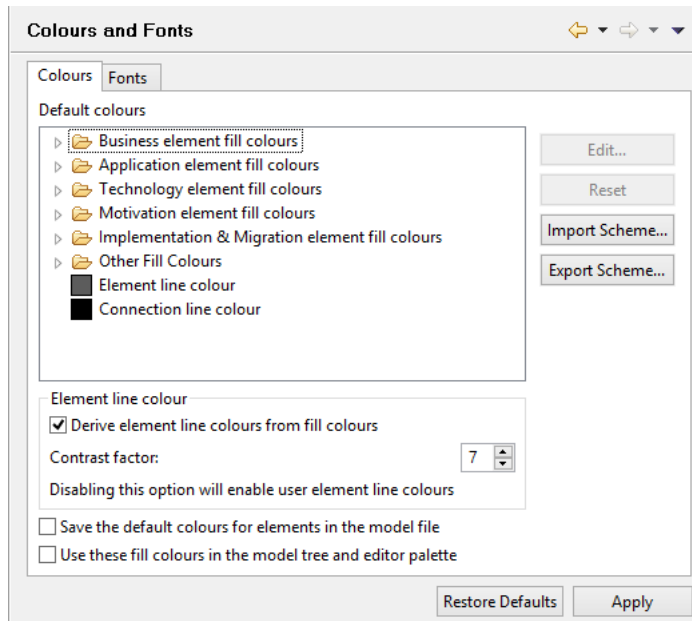 Colours and Fonts
Colours Fonts
Default colours
Business element fill colours
Application element fill colours
Technology element fill colours
Motivation element fill colours
Implementation & Migration element fill colours
Other Fill Colours
Element line colour
Connection line colour
Edit...
Reset
Import Scheme...
Export Scheme...
Element line colour
Derive element line colours from fill colours
Contrast factor: 7
Disabling this option will enable user element line colours
Save the default colours for elements in the model file
Use these fill colours in the model tree and editor palette
Restore Defaults Apply